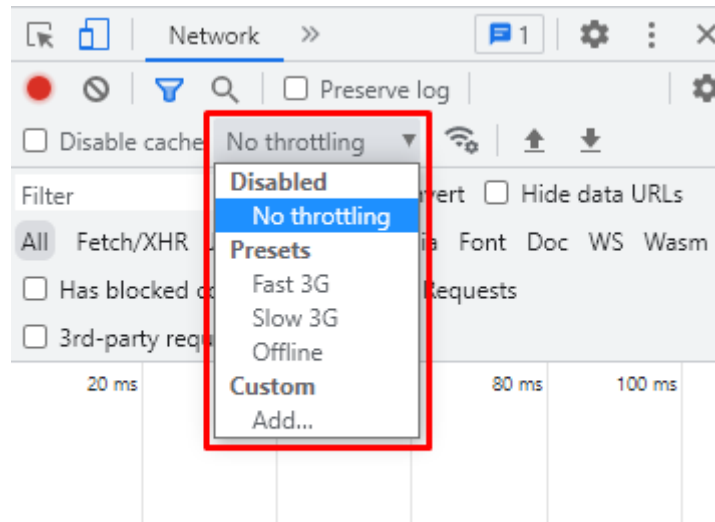 Network » 1
Preserve log
Disable cache No throttling
Filter Disabled vert Hide data URLs
No throttling
All Fetch/XHR Presets ia Font Doc WS Wasm
Has blocked Fast 3G Requests
Slow 3G
3rd-party requ
Offline
20 ms Custom 80 ms 100 ms
Add...